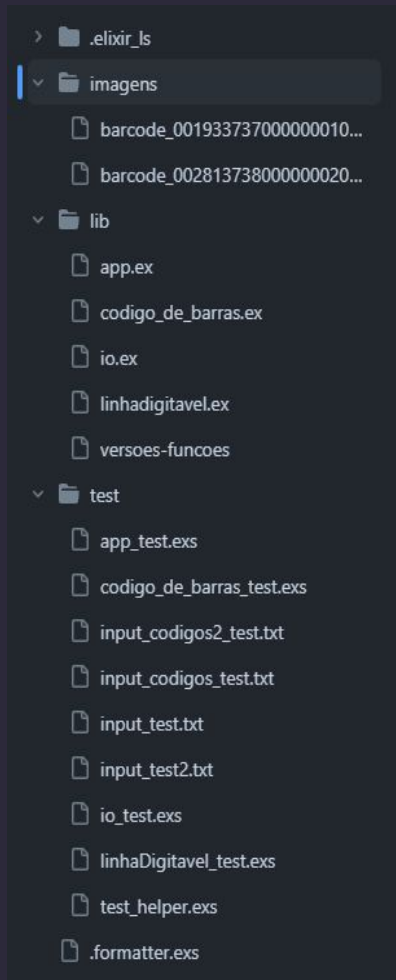 .elixir_ls
imagens
barcode_001933737000000010...
barcode_002813738000000020...
lib
app.ex
codigo_de_barras.ex
io.ex
linhadigitavel.ex
versoes-funcoes
test
app_test.exs
codigo_de_barras_test.exs
input_codigos2_test.txt
input_codigos_test.txt
input_test.txt
input_test2.txt
io_test.exs
linhaDigitavel_test.exs
test_helper.exs
.formatter.exs